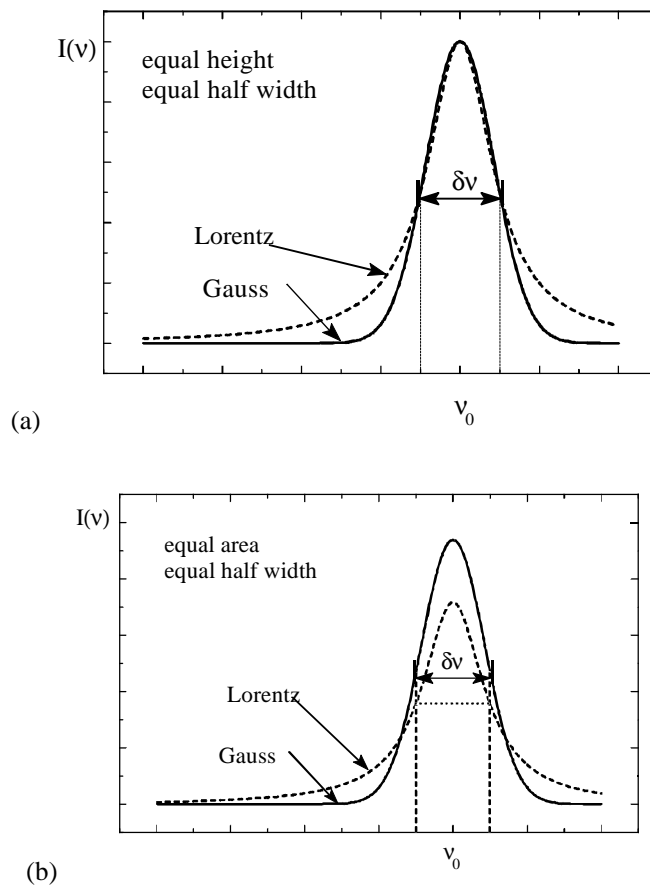 I(ν)
equal height
equal half width
δν
Lorentz
Gauss
ν₀
(a)
I(ν)
equal area
equal half width
δν
Lorentz
Gauss
ν₀
(b)